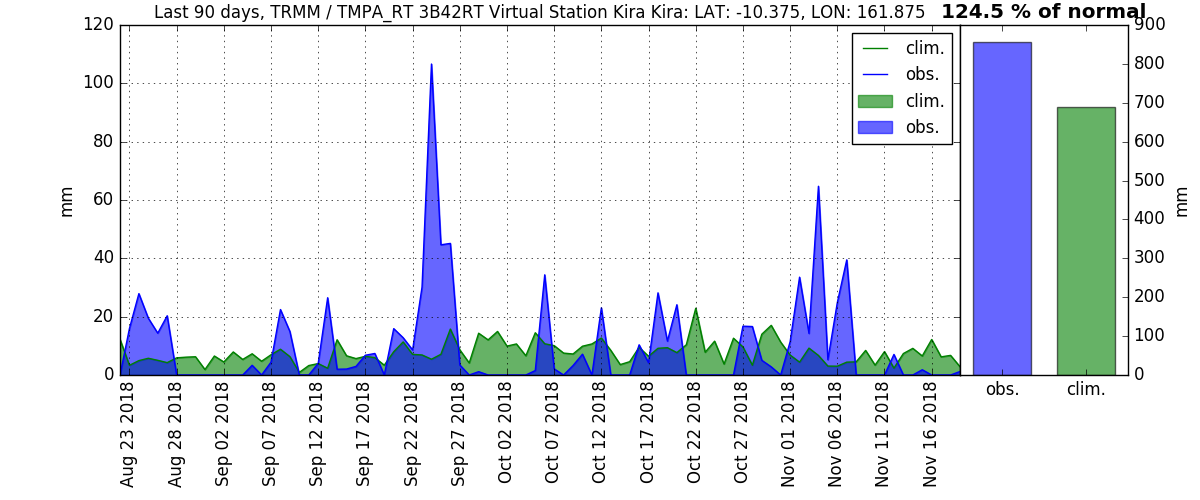 Last 90 days, TRMM / TMPA_RT 3B42RT Virtual Station Kira Kira: LAT: -10.375, LON: 161.875 124.5 % of normal
120
100
80
60
40
20
0
mm
clim.
obs.
clim.
obs.
900
800
700
600
500
400
300
200
100
0
mm
obs. clim.
Aug 23 2018
Aug 28 2018
Sep 02 2018
Sep 07 2018
Sep 12 2018
Sep 17 2018
Sep 22 2018
Sep 27 2018
Oct 02 2018
Oct 07 2018
Oct 12 2018
Oct 17 2018
Oct 22 2018
Oct 27 2018
Nov 01 2018
Nov 06 2018
Nov 11 2018
Nov 16 2018